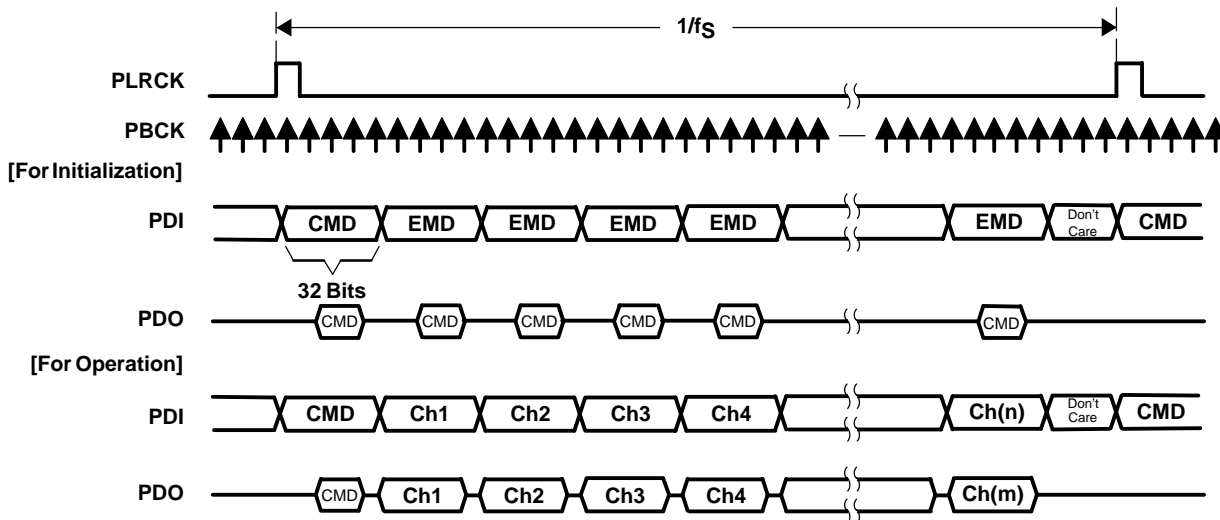 1/fS
PLRCK
PBCK
[For Initialization]
PDI CMD EMD EMD EMD EMD EMD Don't Care CMD
32 Bits
PDO CMD CMD CMD CMD CMD CMD
[For Operation]
PDI CMD Ch1 Ch2 Ch3 Ch4 Ch(n) Don't Care CMD
PDO CMD Ch1 Ch2 Ch3 Ch4 Ch(m)